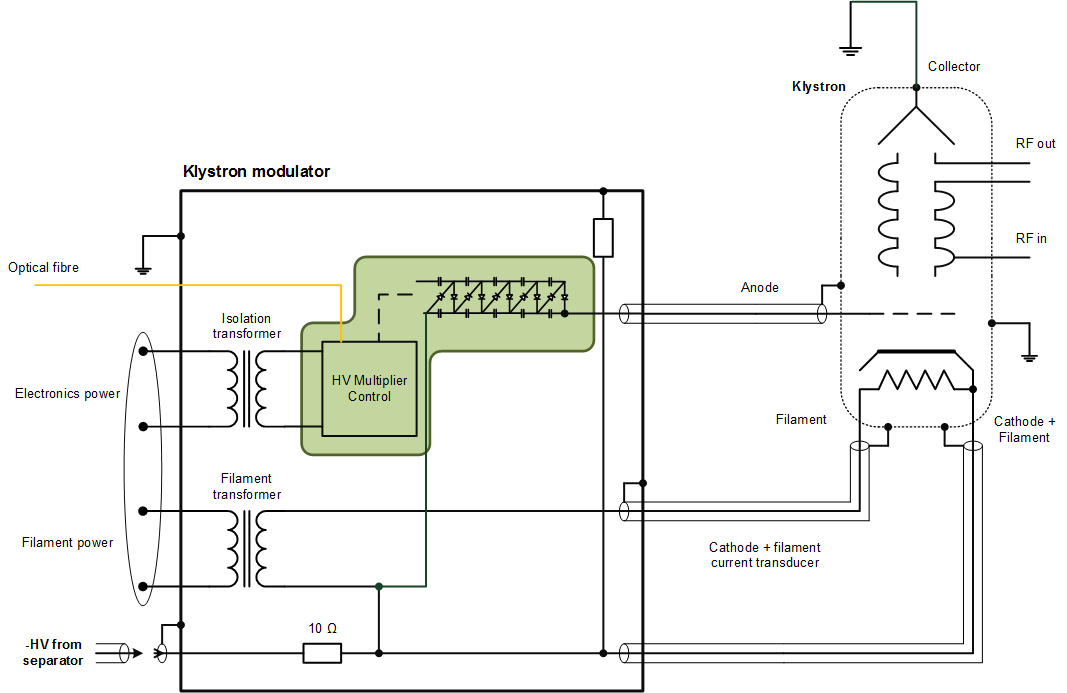 Collector
Klystron
RF out
Klystron modulator
RF in
Optical fibre
Anode
Isolation
transformer
HV Multiplier
Control
Electronics power
Filament
Cathode +
Filament
Filament
transformer
Filament power
Cathode + filament
current transducer
10 Ω
-HV from
separator